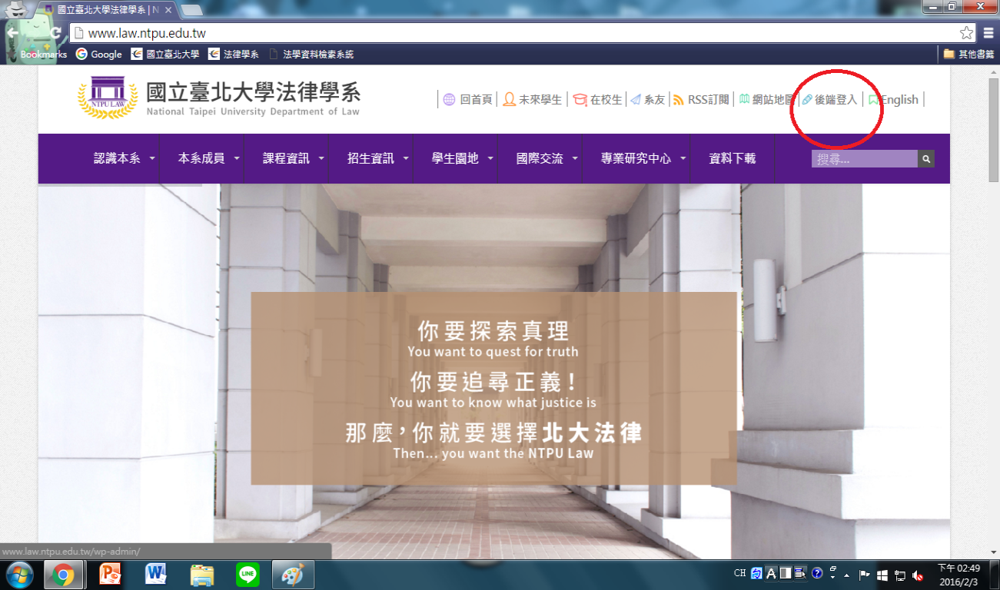 國立臺北大學法律學系 | N
www.law.ntpu.edu.tw
Bookmarks Google 國立臺北大學 法律學系 法學資料檢索系統 其他書籤
NTPU LAW
國立臺北大學法律學系
National Taipei University Department of Law
回首頁 未來學生 在校生 系友 RSS訂閱 網站地圖 後端登入 English
認識本系 本系成員 課程資訊 招生資訊 學生園地 國際交流 專業研究中心 資料下載 搜尋...
你要探索真理
You want to quest for truth
你要追尋正義！
You want to know what justice is
那麼，你就要選擇北大法律
Then... you want the NTPU Law
www.law.ntpu.edu.tw/wp-admin/
LINE
CH
A
下午 02:49
2016/2/3